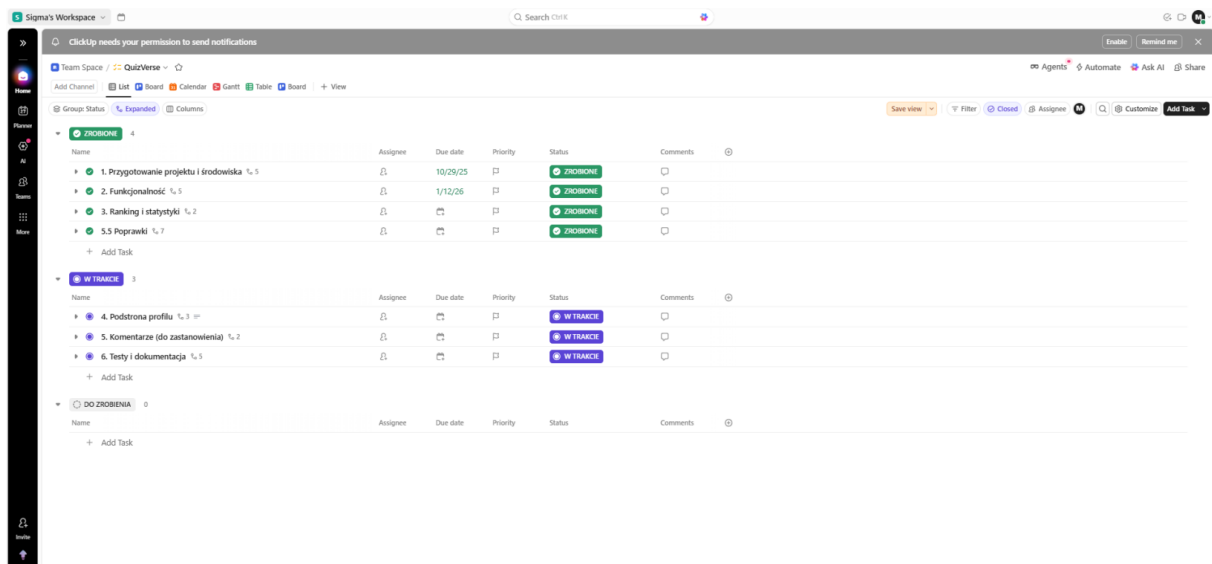 S Siqma's Workspace
Search Ctrl K
M
ClickUp needs your permission to send notifications
Enable
Remind me
Team Space / QuizVerse
Agents
Automate
Ask AI
Share
Add Channel
List
Board
Calendar
Gantt
Table
Board
+ View
Group: Status
Expanded
Columns
Save view
Filter
Closed
Assignee
M
Customize
Add Task
Home
Planner
AI
Teams
More
Invite
ZROBIONE 4
Name Assignee Due date Priority Status Comments
1. Przygotowanie projektu i środowiska 5 10/29/25 ZROBIONE
2. Funkcjonalność 5 1/12/26 ZROBIONE
3. Ranking i statystyki 2 ZROBIONE
5.5 Poprawki 7 ZROBIONE
+ Add Task
W TRAKCIE 3
Name Assignee Due date Priority Status Comments
4. Podstrona profilu 3 W TRAKCIE
5. Komentarze (do zastanowienia) 2 W TRAKCIE
6. Testy i dokumentacja 5 W TRAKCIE
+ Add Task
DO ZROBIENIA 0
Name Assignee Due date Priority Status Comments
+ Add Task